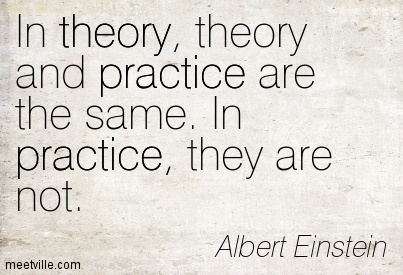 In theory, theory
and practice are
the same. In
practice, they are
not.
Albert Einstein
meetville.com